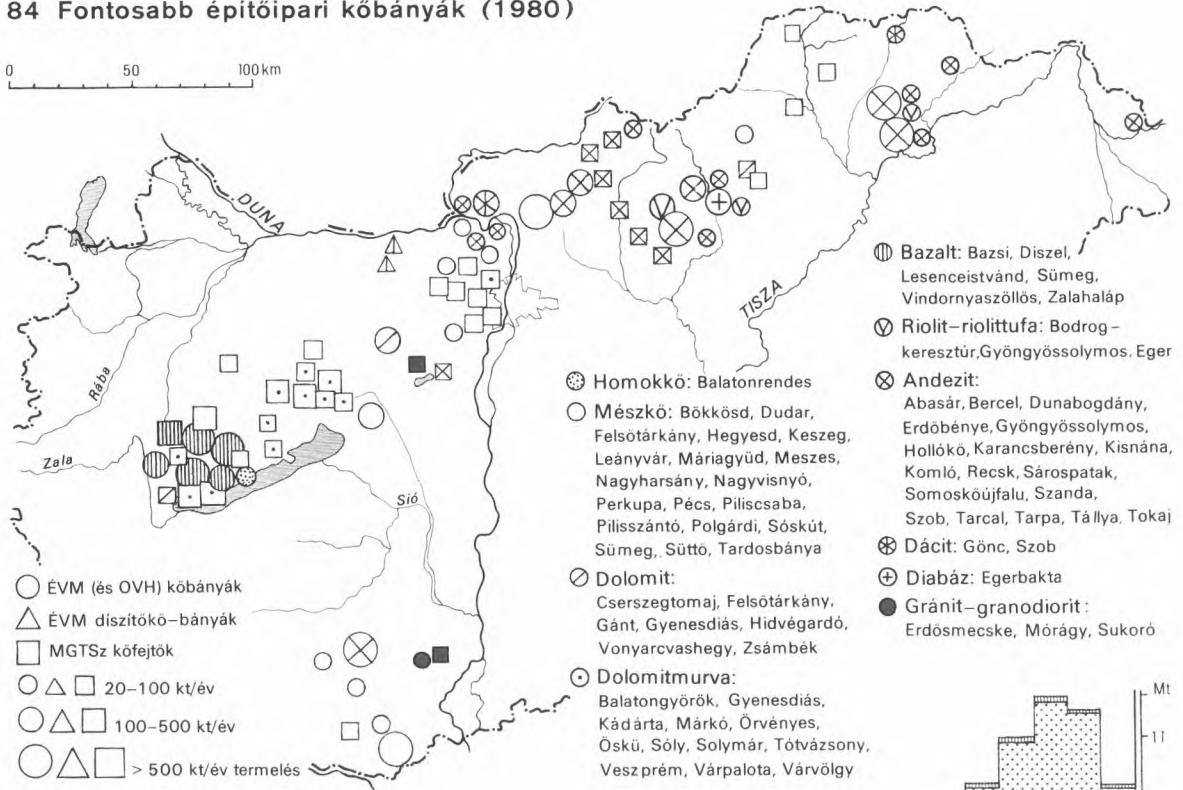 84 Fontosabb épitőipari kőbányák (1980)
0 50 100 km
DUNA
TISZA
Rába
Zala
Sió
ÉVM (és OVH) kőbányák
ÉVM díszítőkő-bányák
MGTSz kőfejtők
20-100 kt/év
100-500 kt/év
> 500 kt/év termelés
Homokkő: Balatonrendes
Mészkő: Bőkkösd, Dudar,
Felsőtárkány, Hegyesd, Keszeg,
Leányvár, Máriagyüd, Meszes,
Nagyharsány, Nagyvisnyó,
Perkupa, Pécs, Piliscsaba,
Pilisszántó, Polgárdi, Sóskút,
Sümeg, Süttő, Tardosbánya
Dolomit:
Cserszegtomaj, Felsőtárkány,
Gánt, Gyenesdiás, Hidvégardó,
Vonyarcvashegy, Zsámbék
Dolomitmurva:
Balatongyörök, Gyenesdiás,
Kádárta, Márkó, Örvényes,
Öskü, Sóly, Solymár, Tótvázsony,
Veszprém, Várpalota, Várvölgy
Bazalt: Bazsi, Diszel,
Lesenceistvánd, Sümeg,
Vindornyaszöllős, Zalahaláp
Riolit-riolittufa: Bodrog-
keresztúr,Gyöngyössolymos, Eger
Andezit:
Abasár, Bercel, Dunabogdány,
Erdőbénye, Gyöngyössolymos,
Hollókő, Karancsberény, Kisnána,
Komló, Recsk, Sárospatak,
Somoskőújfalu, Szanda,
Szob, Tarcal, Tarpa, Tállya, Tokaj
Dácit: Gönc, Szob
Diabáz: Egerbakta
Gránit-granodiorit:
Erdősmecske, Mórágy, Sukoró
Mt
11